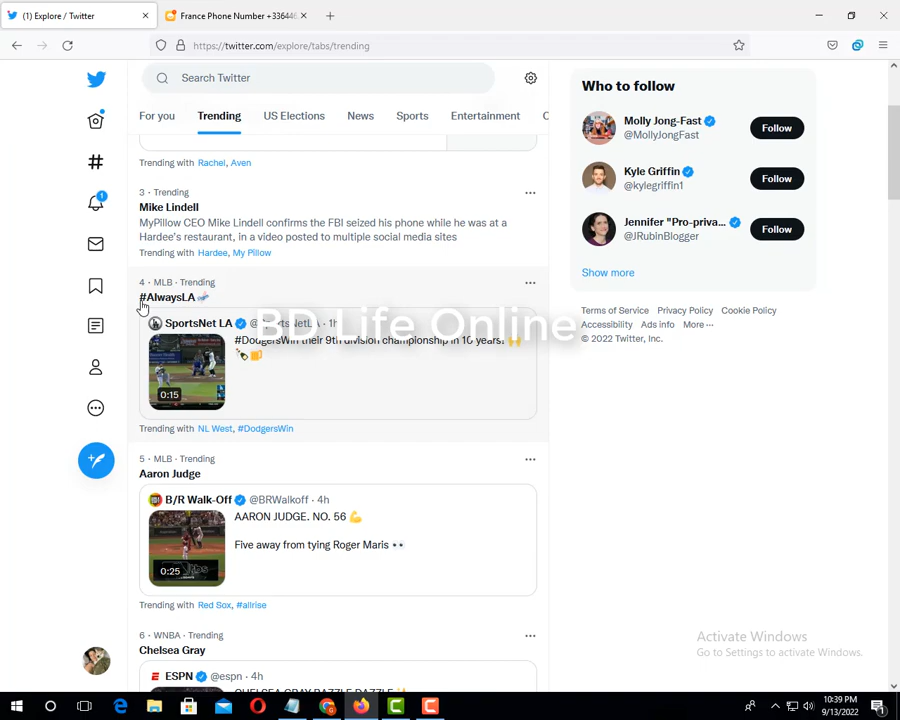 (1) Explore / Twitter
France Phone Number +336446
https://twitter.com/explore/tabs/trending
Search Twitter
For you
Trending
US Elections
News
Sports
Entertainment
Trending with Rachel, Aven
3 · Trending
Mike Lindell
MyPillow CEO Mike Lindell confirms the FBI seized his phone while he was at a
Hardee's restaurant, in a video posted to multiple social media sites
Trending with Hardee, My Pillow
4 · MLB · Trending
#AlwaysLA
SportsNet LA @SportsNetLA · 1h
#DodgersWin their 9th division championship in 10 years! 🙌
🍾🍺
0:15
Trending with NL West, #DodgersWin
5 · MLB · Trending
Aaron Judge
B/R Walk-Off @BRWalkoff · 4h
AARON JUDGE. NO. 56 💪
Five away from tying Roger Maris 👀
0:25
Trending with Red Sox, #allrise
6 · WNBA · Trending
Chelsea Gray
ESPN @espn · 4h
CHELSEA GRAY RAZZLE DAZZLE ✨
BD Life Online
Who to follow
Molly Jong-Fast
@MollyJongFast
Follow
Kyle Griffin
@kylegriffin1
Follow
Jennifer "Pro-priva...
@JRubinBlogger
Follow
Show more
Terms of Service Privacy Policy Cookie Policy
Accessibility Ads info More ···
© 2022 Twitter, Inc.
Activate Windows
Go to Settings to activate Windows.
10:39 PM
9/13/2022